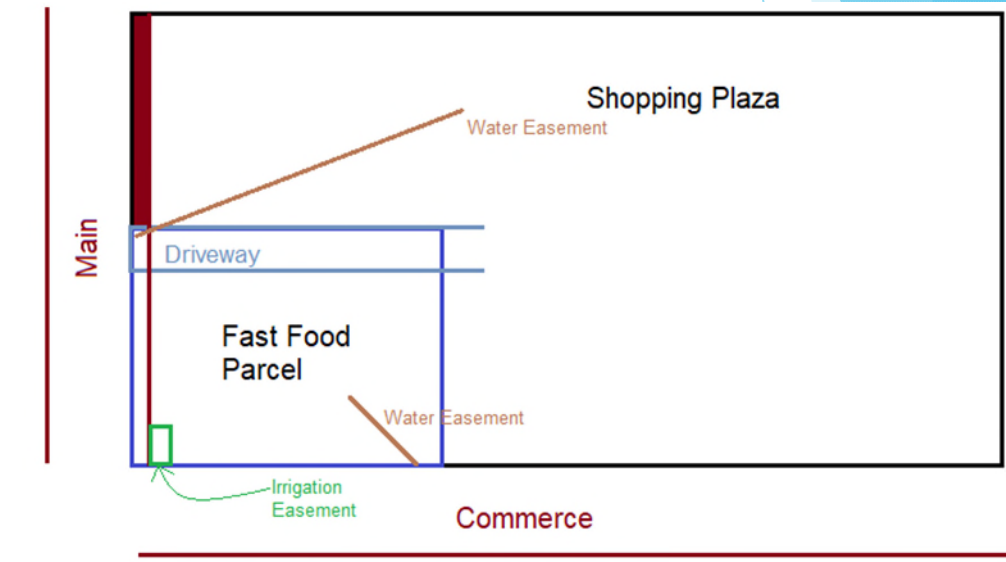 Shopping Plaza
Water Easement
Main
Driveway
Fast Food
Parcel
Water Easement
Irrigation
Easement
Commerce